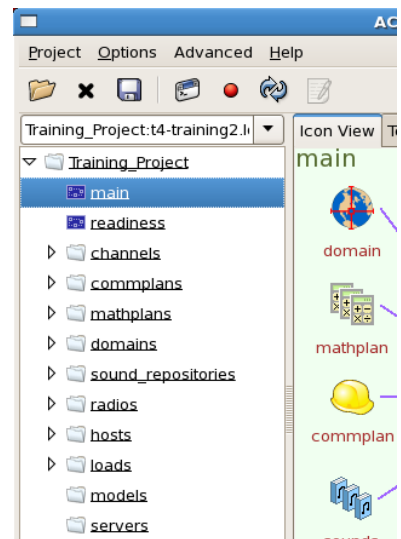 AC
Project Options Advanced Help
Training_Project:t4-training2.l
Icon View
Training_Project
main
readiness
channels
commplans
mathplans
domains
sound_repositories
radios
hosts
loads
models
servers
main
domain
mathplan
commplan
sounds